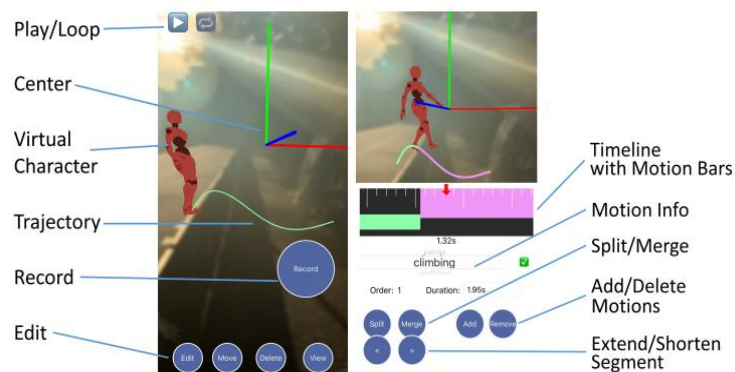 Play/Loop
Center
Virtual
Character
Trajectory
Record
Edit
Record
Edit
Move
Delete
View
1.32s
climbing
Order: 1
Duration: 1.95s
Split
Merge
Add
Remove
<
>
Timeline
with Motion Bars
Motion Info
Split/Merge
Add/Delete
Motions
Extend/Shorten
Segment